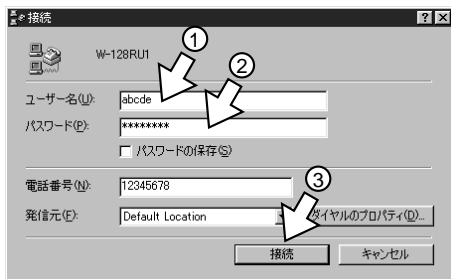 接続
W-128RU1
①
②
ユーザー名(U): abcde
パスワード(P): ********
パスワードの保存(S)
電話番号(N): 12345678
③
発信元(F): Default Location ダイヤルのプロパティ(D)...
接続 キャンセル